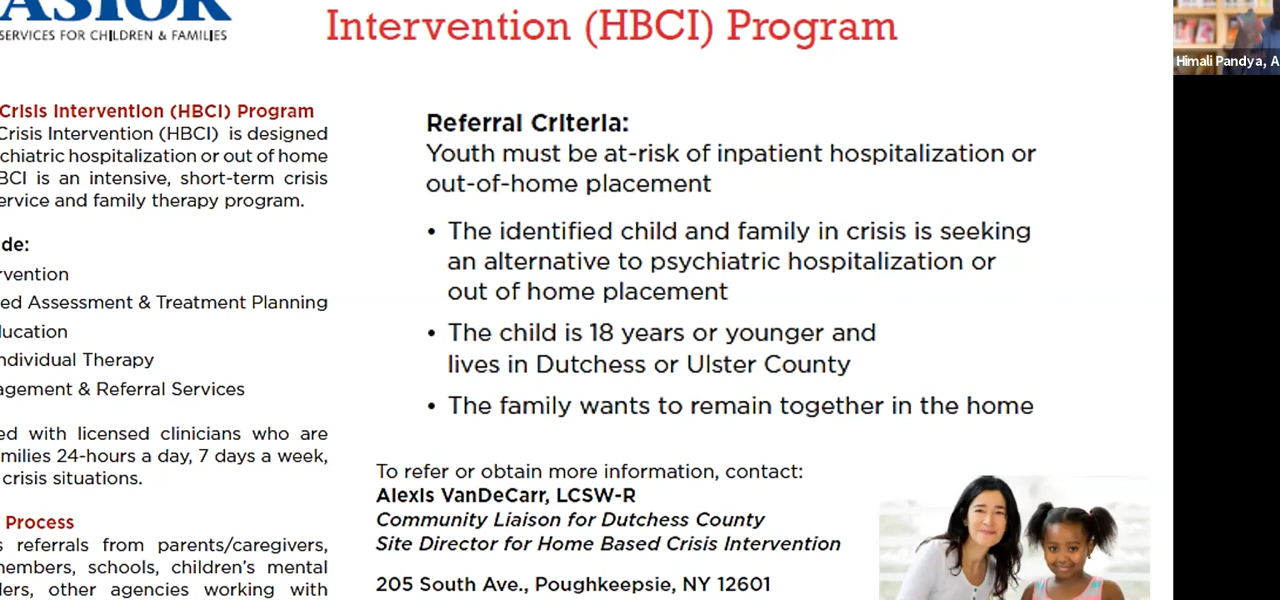 ASTOR
SERVICES FOR CHILDREN & FAMILIES
Intervention (HBCI) Program
Himali Pandya, A
Crisis Intervention (HBCI) Program
Crisis Intervention (HBCI) is designed
chiatric hospitalization or out of home
BCI is an intensive, short-term crisis
ervice and family therapy program.
de:
rvention
ed Assessment & Treatment Planning
ducation
ndividual Therapy
agement & Referral Services
ed with licensed clinicians who are
milies 24-hours a day, 7 days a week,
crisis situations.
Process
s referrals from parents/caregivers,
members, schools, children's mental
ders, other agencies working with
Referral Criteria:
Youth must be at-risk of inpatient hospitalization or
out-of-home placement
• The identified child and family in crisis is seeking
an alternative to psychiatric hospitalization or
out of home placement
• The child is 18 years or younger and
lives in Dutchess or Ulster County
• The family wants to remain together in the home
To refer or obtain more information, contact:
Alexis VanDeCarr, LCSW-R
Community Liaison for Dutchess County
Site Director for Home Based Crisis Intervention
205 South Ave., Poughkeepsie, NY 12601